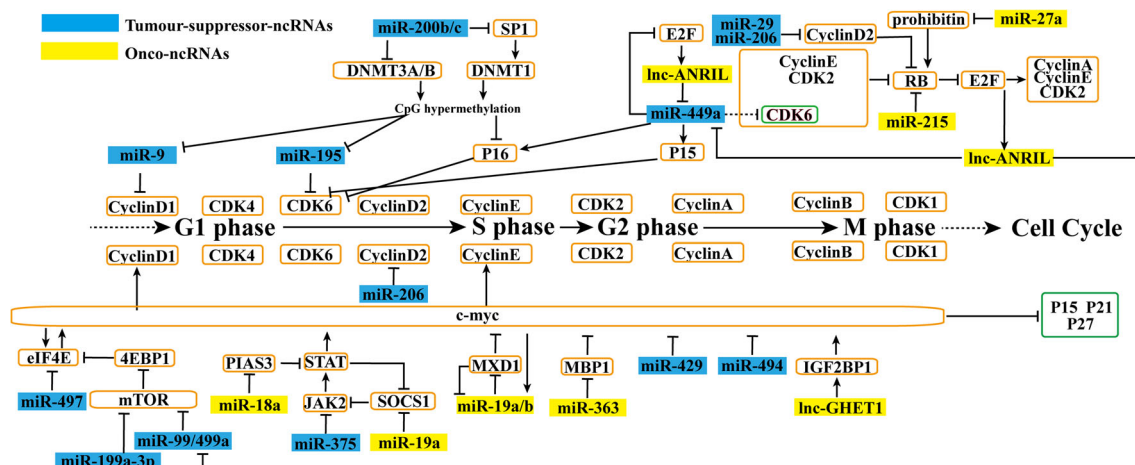 Tumour-suppressor-ncRNAs
Onco-ncRNAs
miR-200b/c
SP1
DNMT3A/B
DNMT1
CpG hypermethylation
miR-9
miR-195
P16
P15
E2F
lnc-ANRIL
miR-449a
miR-29
miR-206
CyclinD2
prohibitin
miR-27a
CyclinE
CDK2
CDK6
RB
E2F
CyclinA
CyclinE
CDK2
miR-215
lnc-ANRIL
CyclinD1
CDK4
CDK6
CyclinD2
CyclinE
CDK2
CyclinA
CyclinB
CDK1
G1 phase
S phase
G2 phase
M phase
Cell Cycle
CyclinD1
CDK4
CDK6
CyclinD2
CyclinE
CDK2
CyclinA
CyclinB
CDK1
miR-206
c-myc
P15 P21
P27
eIF4E
4EBP1
PIAS3
STAT
MXD1
MBP1
miR-429
miR-494
IGF2BP1
miR-497
mTOR
miR-18a
JAK2
SOCS1
miR-19a/b
miR-363
lnc-GHET1
miR-99/499a
miR-375
miR-19a
miR-199a-3p